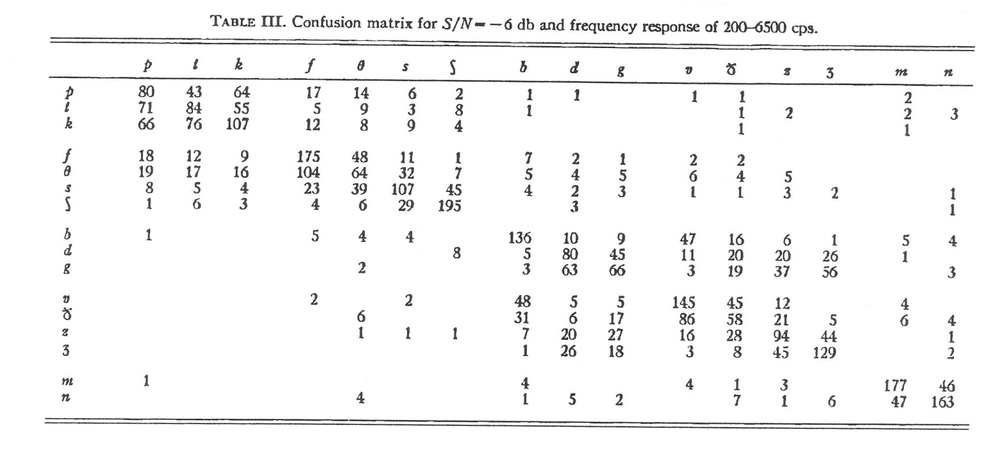 TABLE III. Confusion matrix for S/N= −6 db and frequency response of 200–6500 cps.
p t k f θ s ʃ b d g v ð z ʒ m n
p 80 43 64 17 14 6 2 1 1 1 1 2
t 71 84 55 5 9 3 8 1 1 2 2 3
k 66 76 107 12 8 9 4 1 1
f 18 12 9 175 48 11 1 7 2 1 2 2
θ 19 17 16 104 64 32 7 5 4 5 6 4 5
s 8 5 4 23 39 107 45 4 2 3 1 1 3 2 1
ʃ 1 6 3 4 6 29 195 3 1
b 1 5 4 4 136 10 9 47 16 6 1 5 4
d 8 5 80 45 11 20 20 26 1
g 2 3 63 66 3 19 37 56 3
v 2 2 48 5 5 145 45 12 4
ð 6 31 6 17 86 58 21 5 6 4
z 1 1 1 7 20 27 16 28 94 44 1
ʒ 1 26 18 3 8 45 129 2
m 1 4 4 1 3 177 46
n 4 1 5 2 7 1 6 47 163